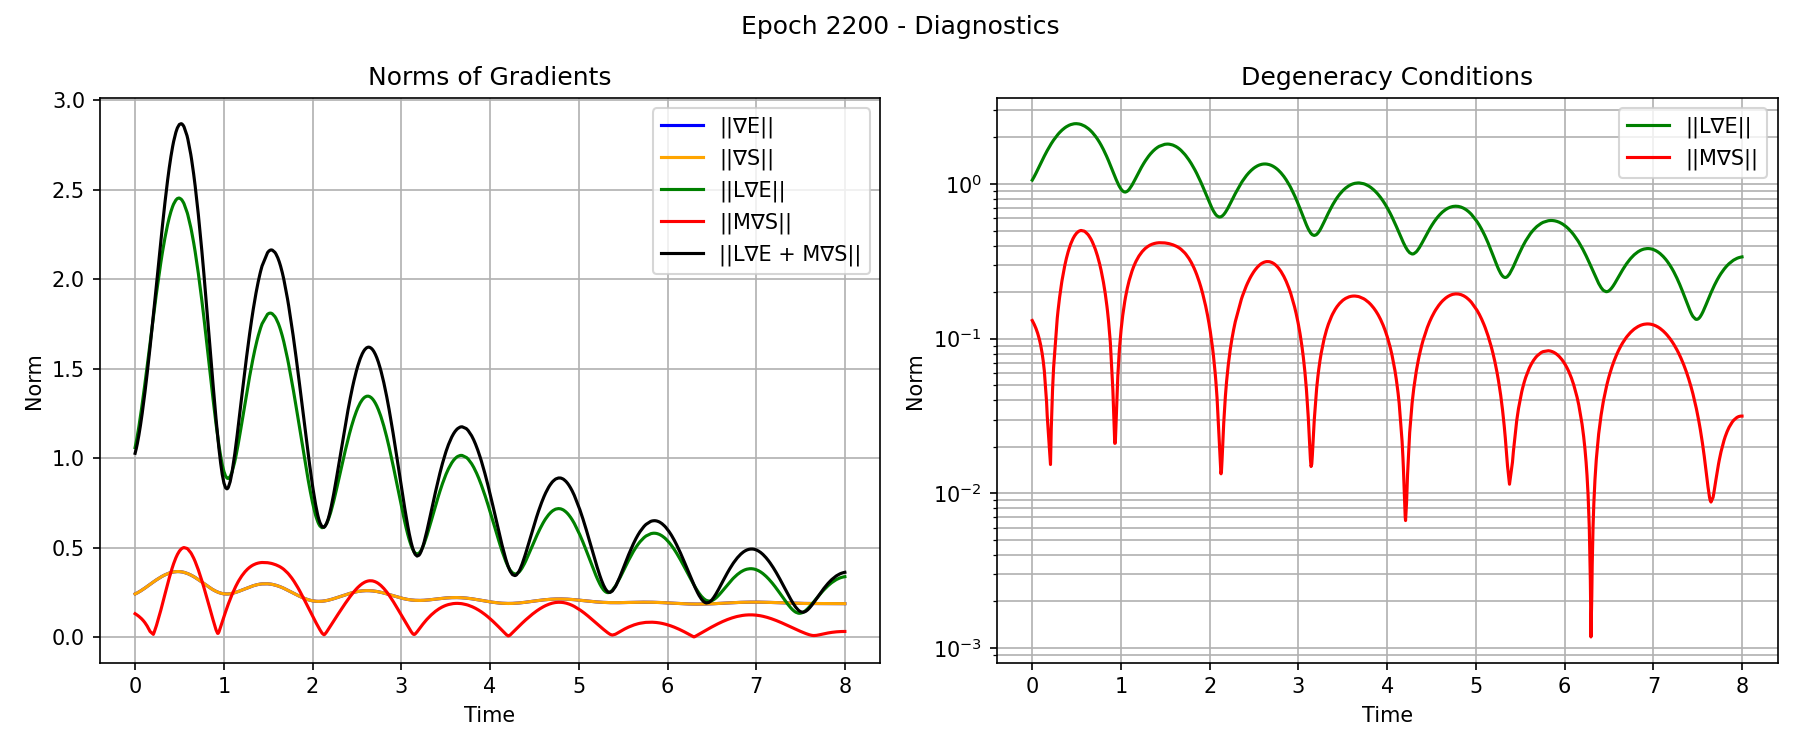 Epoch 2200 - Diagnostics
Norms of Gradients
3.0
2.5
2.0
1.5
1.0
0.5
0.0
Norm
0 1 2 3 4 5 6 7 8
Time
||∇E||
||∇S||
||L∇E||
||M∇S||
||L∇E + M∇S||
Degeneracy Conditions
10⁰
10⁻¹
10⁻²
10⁻³
Norm
0 1 2 3 4 5 6 7 8
Time
||L∇E||
||M∇S||